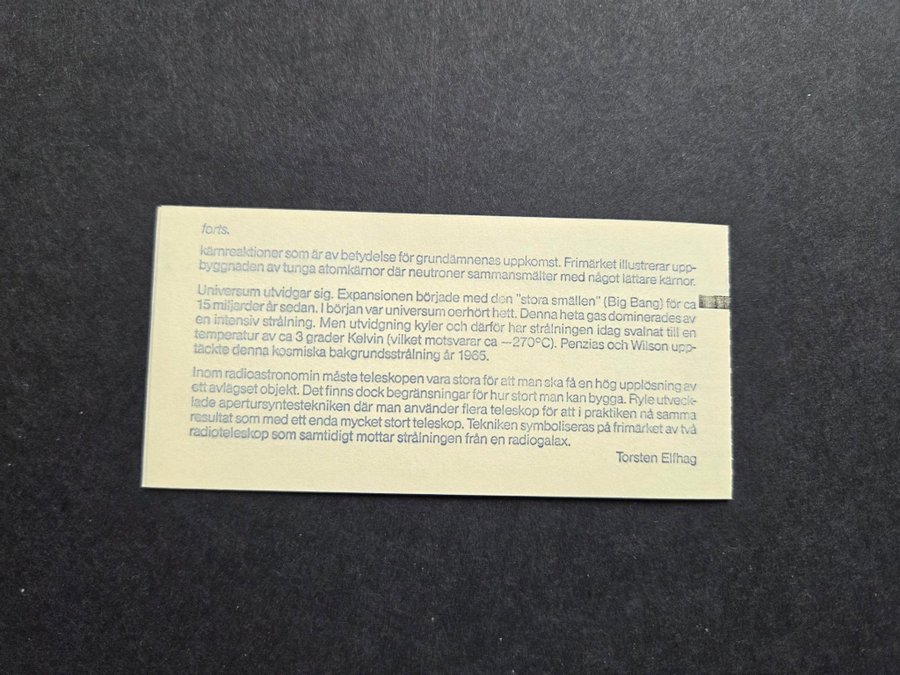 forts.
kärnreaktioner som är av betydelse för grundämnenas uppkomst. Frimärket illustrerar upp-
byggnaden av tunga atomkärnor där neutroner sammansmälter med något lättare kärnor.
Universum utvidgar sig. Expansionen började med den "stora smällen" (Big Bang) för ca
15 miljarder år sedan. I början var universum oerhört hett. Denna heta gas dominerades av
en intensiv strålning. Men utvidgning kyler och därför har strålningen idag svalnat till en
temperatur av ca 3 grader Kelvin (vilket motsvarar ca –270°C). Penzias och Wilson upp-
täckte denna kosmiska bakgrundsstrålning år 1965.
Inom radioastronomin måste teleskopen vara stora för att man ska få en hög upplösning av
ett avlägset objekt. Det finns dock begränsningar för hur stort man kan bygga. Ryle utveck-
lade apertursyntestekniken där man använder flera teleskop för att i praktiken nå samma
resultat som med ett enda mycket stort teleskop. Tekniken symboliseras på frimärket av två
radioteleskop som samtidigt mottar strålningen från en radiogalax.
Torsten Elfhag